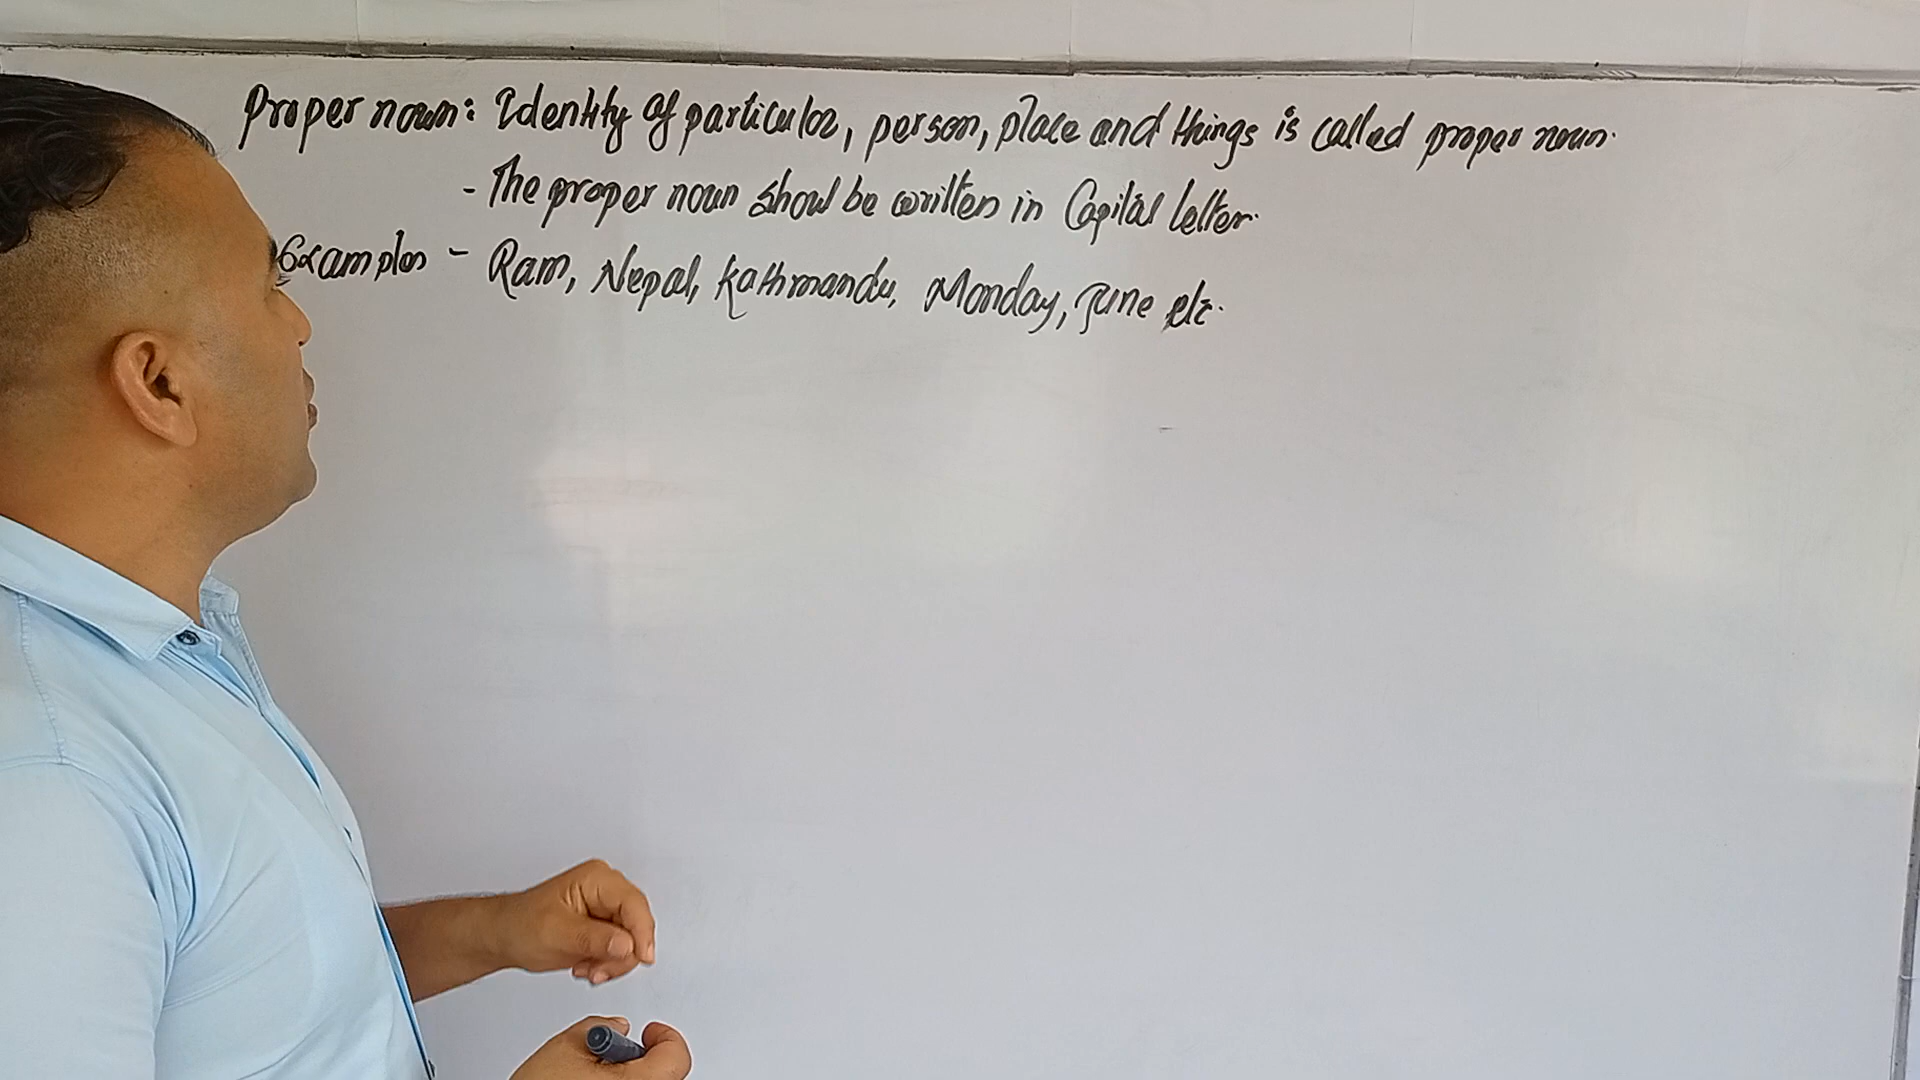 Proper noun: Identity of particular, person, place and things is called proper noun.
- The proper noun shoul be written in Capital letter.
Examples - Ram, Nepal, Kathmandu, Monday, June etc.